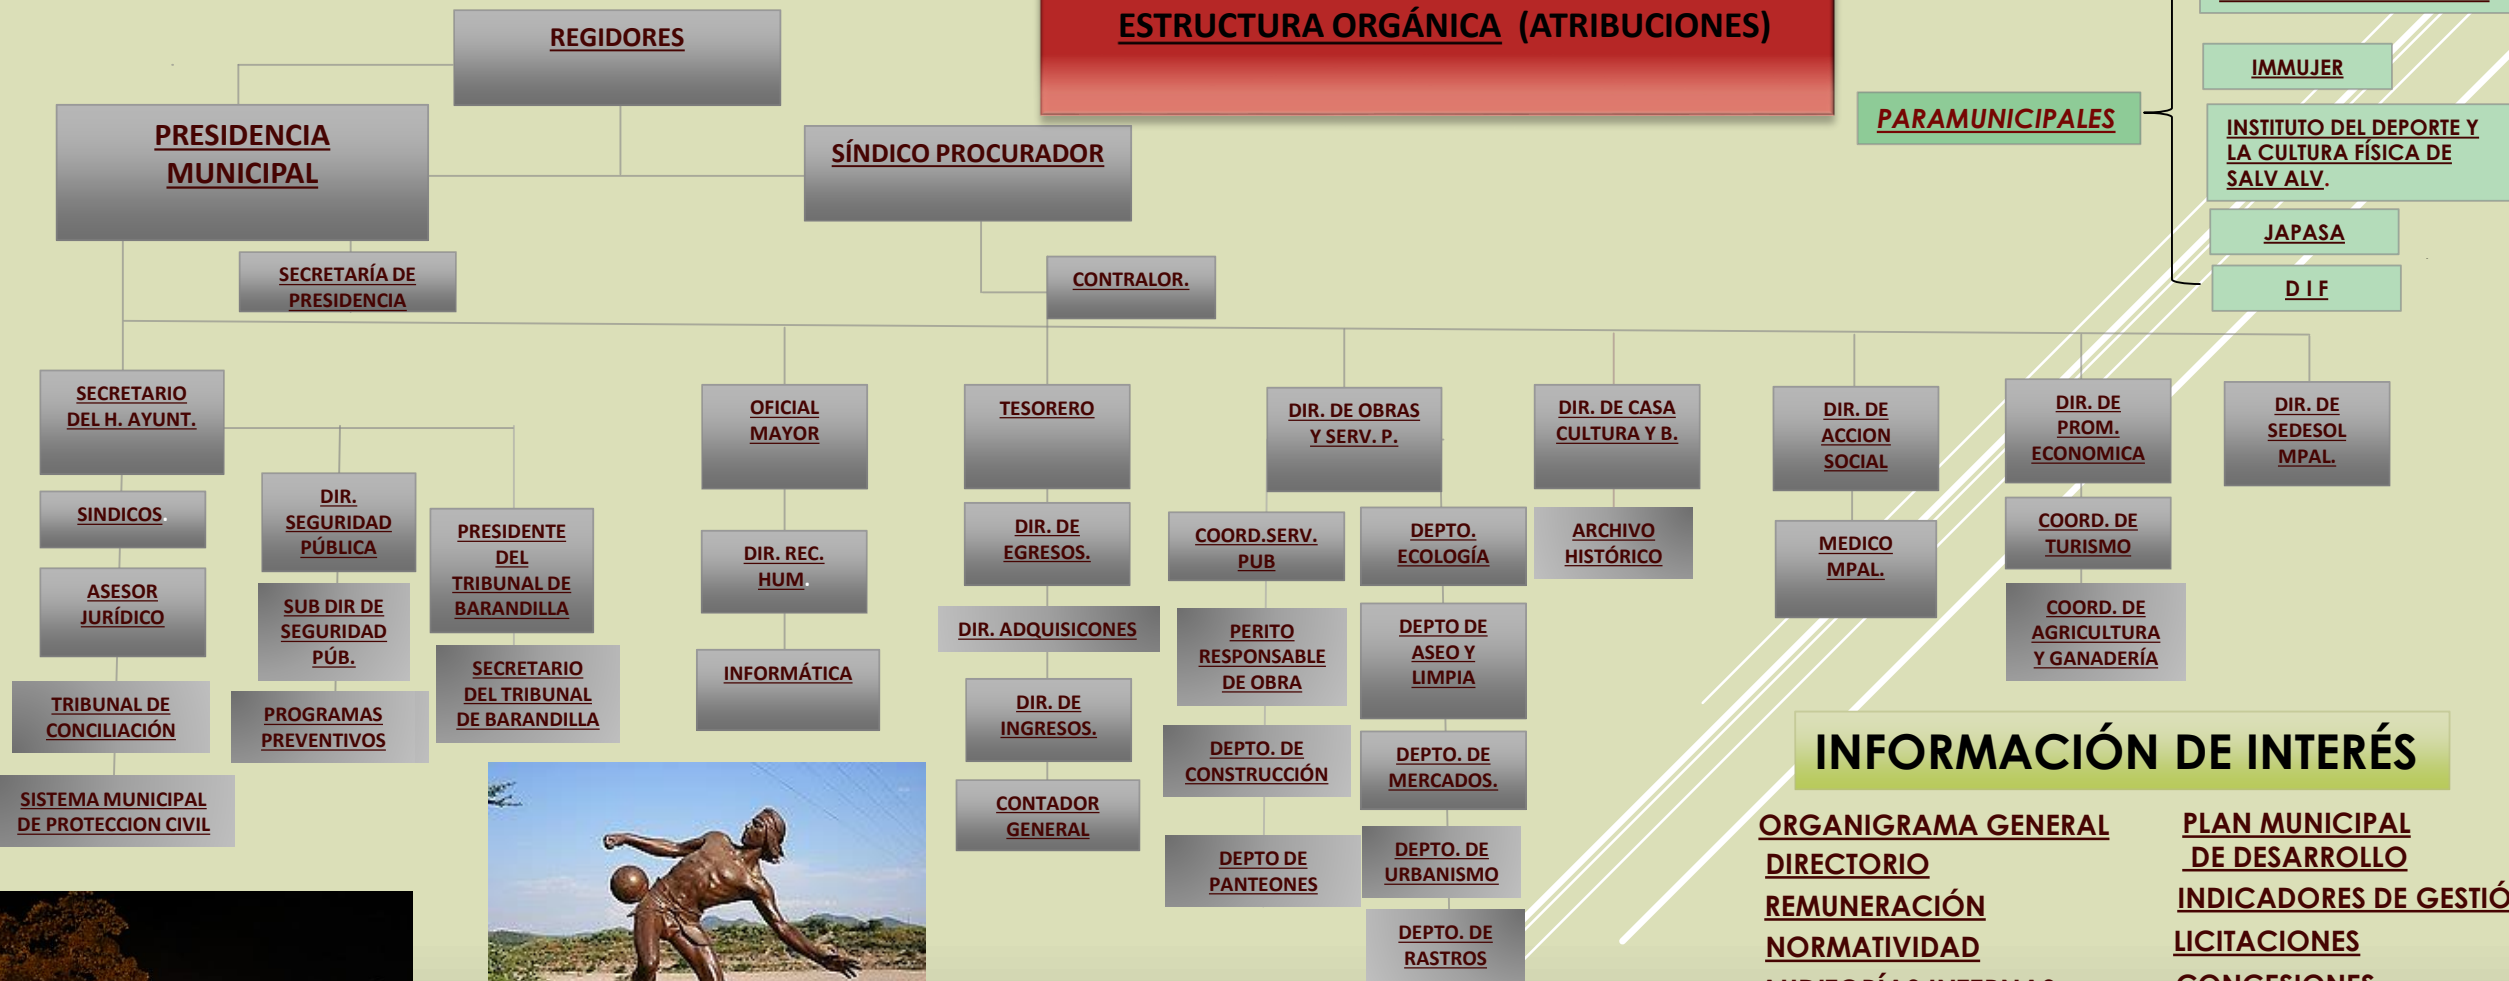 ESTRUCTURA ORGÁNICA (ATRIBUCIONES)
REGIDORES
PRESIDENCIA
MUNICIPAL
SÍNDICO PROCURADOR
SECRETARÍA DE
PRESIDENCIA
CONTRALOR.
PARAMUNICIPALES
IMMUJER
INSTITUTO DEL DEPORTE Y
LA CULTURA FÍSICA DE
SALV ALV.
JAPASA
D I F
SECRETARIO
DEL H. AYUNT.
SINDICOS.
ASESOR
JURÍDICO
TRIBUNAL DE
CONCILIACIÓN
SISTEMA MUNICIPAL
DE PROTECCION CIVIL
DIR.
SEGURIDAD
PÚBLICA
SUB DIR DE
SEGURIDAD
PÚB.
PROGRAMAS
PREVENTIVOS
PRESIDENTE
DEL
TRIBUNAL DE
BARANDILLA
SECRETARIO
DEL TRIBUNAL
DE BARANDILLA
OFICIAL
MAYOR
DIR. REC.
HUM.
INFORMÁTICA
TESORERO
DIR. DE
EGRESOS.
DIR. ADQUISICONES
DIR. DE
INGRESOS.
CONTADOR
GENERAL
DIR. DE OBRAS
Y SERV. P.
COORD.SERV.
PUB
PERITO
RESPONSABLE
DE OBRA
DEPTO. DE
CONSTRUCCIÓN
DEPTO DE
PANTEONES
DEPTO.
ECOLOGÍA
DEPTO DE
ASEO Y
LIMPIA
DEPTO. DE
MERCADOS.
DEPTO. DE
URBANISMO
DEPTO. DE
RASTROS
DIR. DE CASA
CULTURA Y B.
ARCHIVO
HISTÓRICO
DIR. DE
ACCION
SOCIAL
MEDICO
MPAL.
DIR. DE
PROM.
ECONOMICA
COORD. DE
TURISMO
COORD. DE
AGRICULTURA
Y GANADERÍA
DIR. DE
SEDESOL
MPAL.
INFORMACIÓN DE INTERÉS
ORGANIGRAMA GENERAL
DIRECTORIO
REMUNERACIÓN
NORMATIVIDAD
AUDITORÍAS INTERNAS
PLAN MUNICIPAL
DE DESARROLLO
INDICADORES DE GESTIÓ
LICITACIONES
CONCESIONES